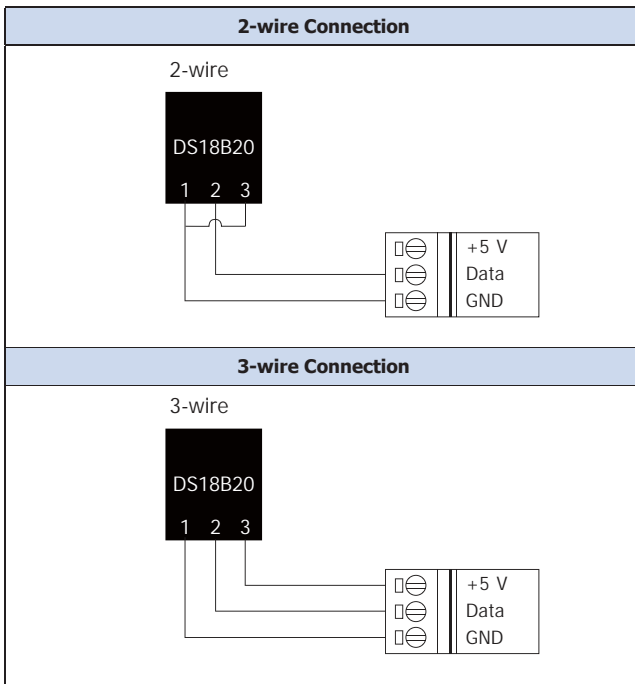 2-wire Connection
2-wire
DS18B20
1 2 3
+5 V
Data
GND
3-wire Connection
3-wire
DS18B20
1 2 3
+5 V
Data
GND